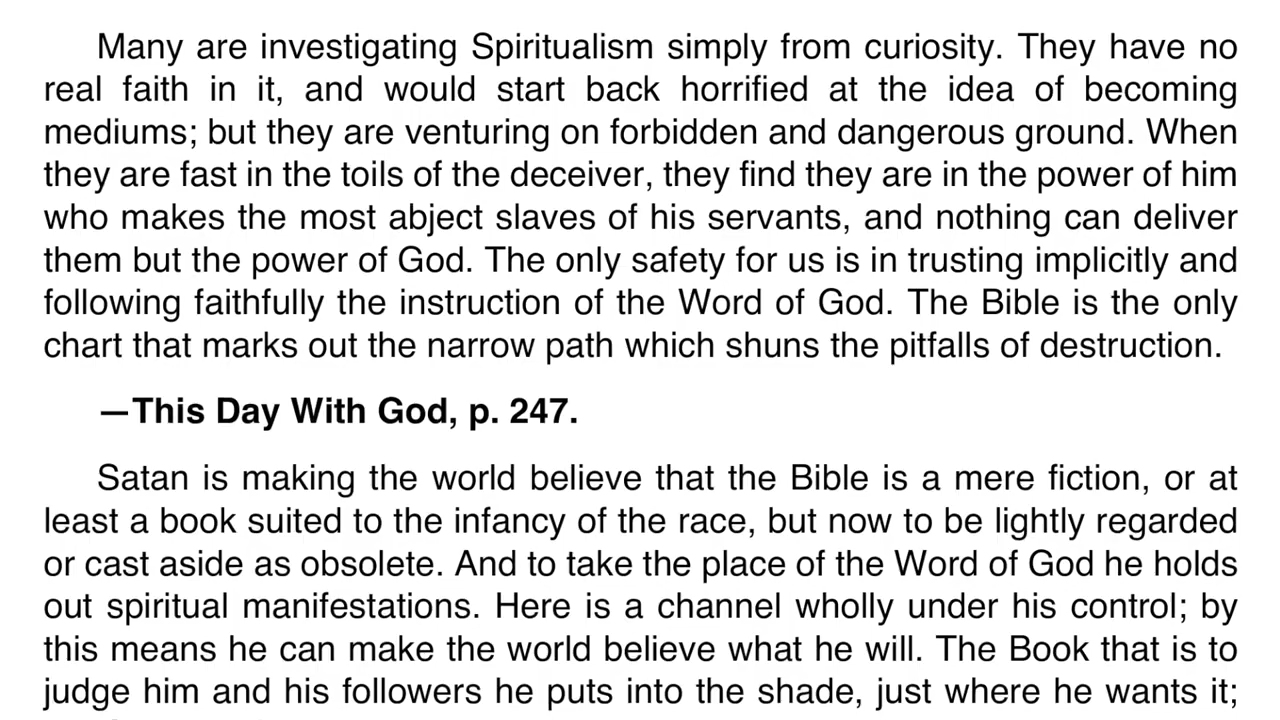 Many are investigating Spiritualism simply from curiosity. They have no
real faith in it, and would start back horrified at the idea of becoming
mediums; but they are venturing on forbidden and dangerous ground. When
they are fast in the toils of the deceiver, they find they are in the power of him
who makes the most abject slaves of his servants, and nothing can deliver
them but the power of God. The only safety for us is in trusting implicitly and
following faithfully the instruction of the Word of God. The Bible is the only
chart that marks out the narrow path which shuns the pitfalls of destruction.
—This Day With God, p. 247.
Satan is making the world believe that the Bible is a mere fiction, or at
least a book suited to the infancy of the race, but now to be lightly regarded
or cast aside as obsolete. And to take the place of the Word of God he holds
out spiritual manifestations. Here is a channel wholly under his control; by
this means he can make the world believe what he will. The Book that is to
judge him and his followers he puts into the shade, just where he wants it;